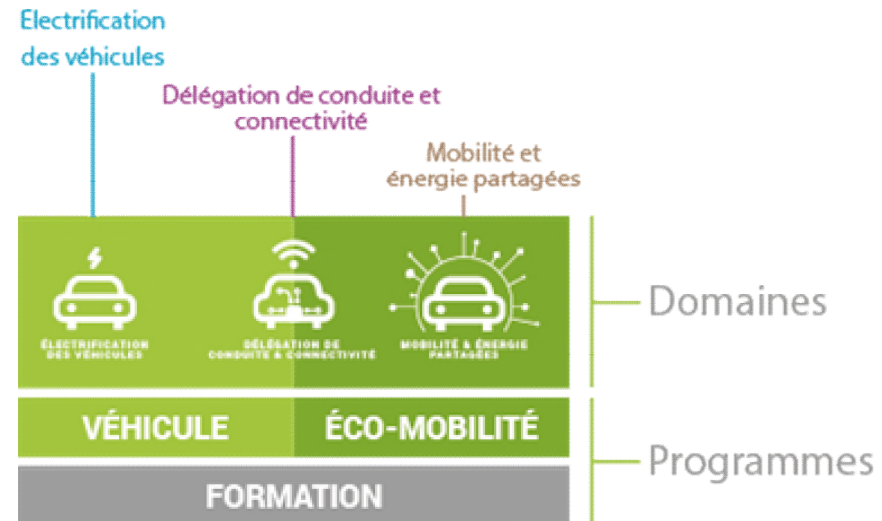 Electrification
des véhicules
Délégation de conduite et
connectivité
Mobilité et
énergie partagées
ÉLECTRIFICATION
DES VÉHICULES
DÉLÉGATION DE
CONDUITE & CONNECTIVITÉ
MOBILITÉ & ÉNERGIE
PARTAGÉES
Domaines
VÉHICULE
ÉCO-MOBILITÉ
Programmes
FORMATION